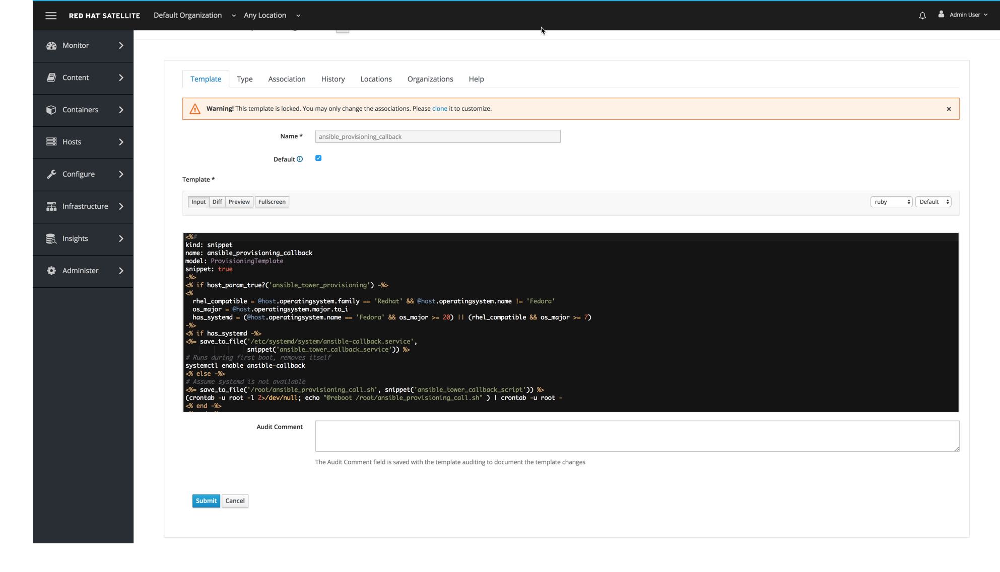 RED HAT SATELLITE Default Organization Any Location Admin User
Monitor
Content
Containers
Hosts
Configure
Infrastructure
Insights
Administer
Template Type Association History Locations Organizations Help
Warning! This template is locked. You may only change the associations. Please clone it to customize.
Name * ansible_provisioning_callback
Default
Template *
Input Diff Preview Fullscreen ruby Default
<%#
kind: snippet
name: ansible_provisioning_callback
model: ProvisioningTemplate
snippet: true
-%>
<% if host_param_true?('ansible_tower_provisioning') -%>
<%
rhel_compatible = @host.operatingsystem.family == 'Redhat' && @host.operatingsystem.name != 'Fedora'
os_major = @host.operatingsystem.major.to_i
has_systemd = (@host.operatingsystem.name == 'Fedora' && os_major >= 20) || (rhel_compatible && os_major >= 7)
-%>
<% if has_systemd -%>
<%= save_to_file('/etc/systemd/system/ansible-callback.service',
snippet('ansible_tower_callback_service')) %>
# Runs during first boot, removes itself
systemctl enable ansible-callback
<% else -%>
# Assume systemd is not available
<%= save_to_file('/root/ansible_provisioning_call.sh', snippet('ansible_tower_callback_script')) %>
(crontab -u root -l 2>/dev/null; echo "@reboot /root/ansible_provisioning_call.sh" ) | crontab -u root -
<% end -%>
Audit Comment
The Audit Comment field is saved with the template auditing to document the template changes
Submit Cancel